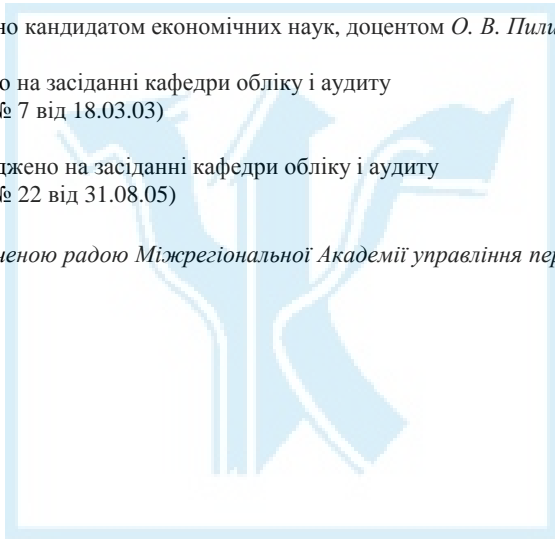 но кандидатом економічних наук, доцентом О. В. Пили
о на засіданні кафедри обліку і аудиту
№ 7 від 18.03.03)
джено на засіданні кафедри обліку і аудиту
№ 22 від 31.08.05)
ченою радою Міжрегіональної Академії управління пер